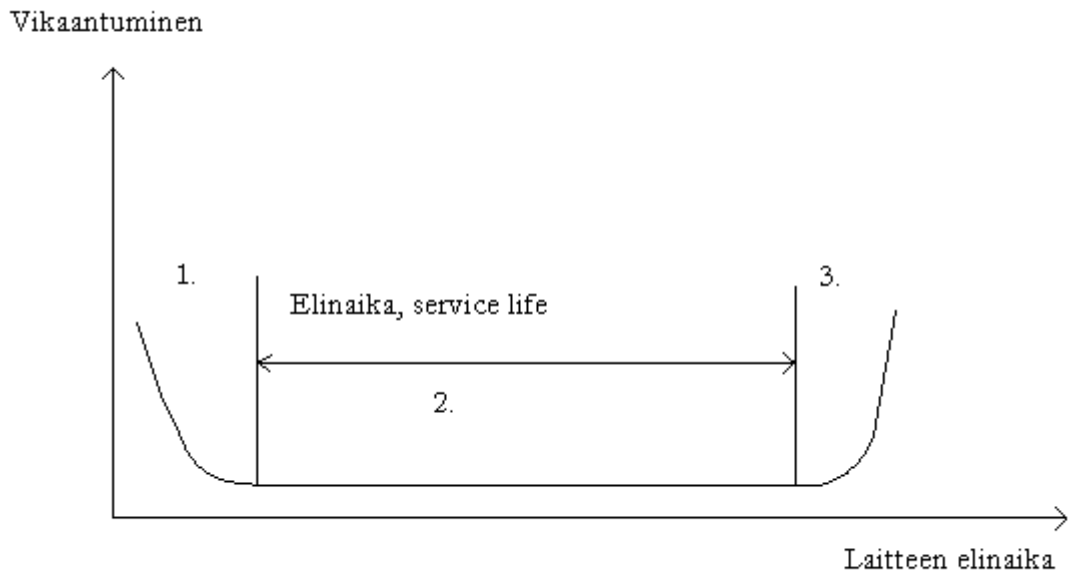 Vikaantuminen
1.
3.
Elinaika, service life
2.
Laitteen elinaika